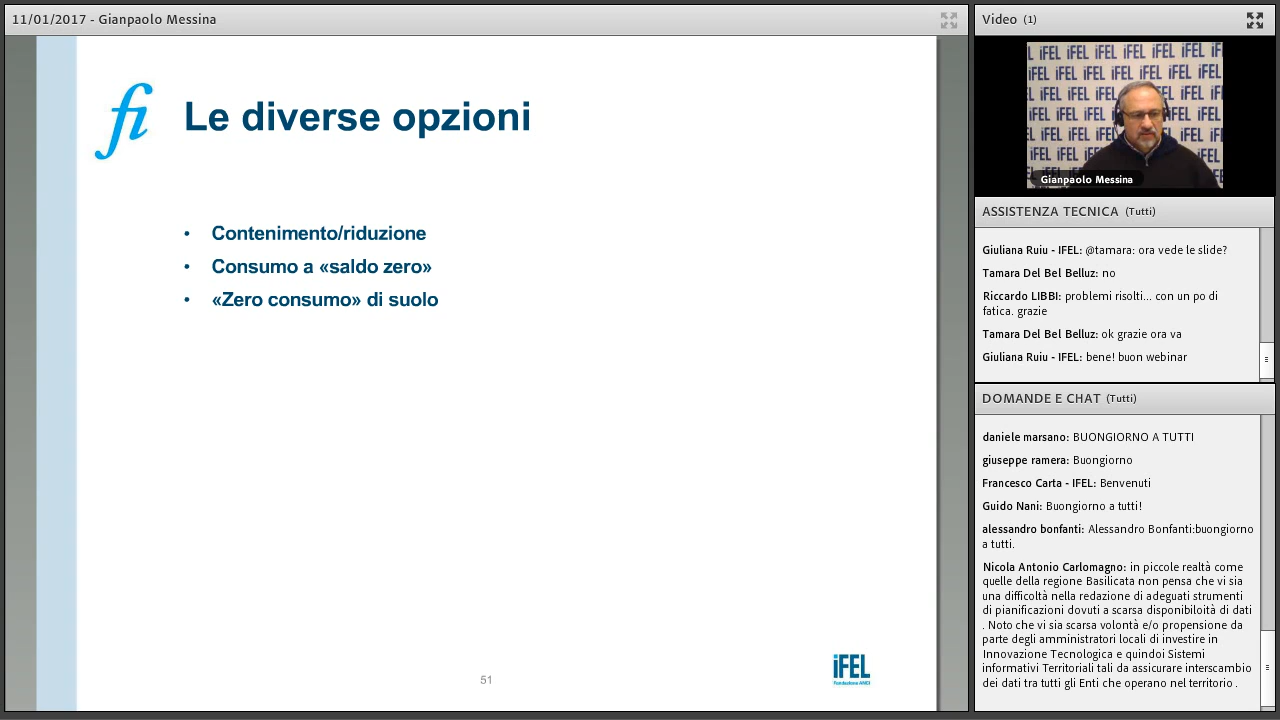 11/01/2017 - Gianpaolo Messina
fi
Le diverse opzioni
• Contenimento/riduzione
• Consumo a «saldo zero»
• «Zero consumo» di suolo
51
iFEL
Fondazione ANCI
Video (1)
Gianpaolo Messina
ASSISTENZA TECNICA (Tutti)
Giuliana Ruiu - IFEL: @tamara: ora vede le slide?
Tamara Del Bel Belluz: no
Riccardo LIBBI: problemi risolti... con un po di
fatica. grazie
Tamara Del Bel Belluz: ok grazie ora va
Giuliana Ruiu - IFEL: bene! buon webinar
DOMANDE E CHAT (Tutti)
daniele marsano: BUONGIORNO A TUTTI
giuseppe ramera: Buongiorno
Francesco Carta - IFEL: Benvenuti
Guido Nani: Buongiorno a tutti!
alessandro bonfanti: Alessandro Bonfanti:buongiorno
a tutti.
Nicola Antonio Carlomagno: in piccole realtà come
quelle della regione Basilicata non pensa che vi sia
una difficoltà nella redazione di adeguati strumenti
di pianificazioni dovuti a scarsa disponibiloità di dati
. Noto che vi sia scarsa volontà e/o propensione da
parte degli amministratori locali di investire in
Innovazione Tecnologica e quindoi Sistemi
informativi Territoriali tali da assicurare interscambio
dei dati tra tutti gli Enti che operano nel territorio .